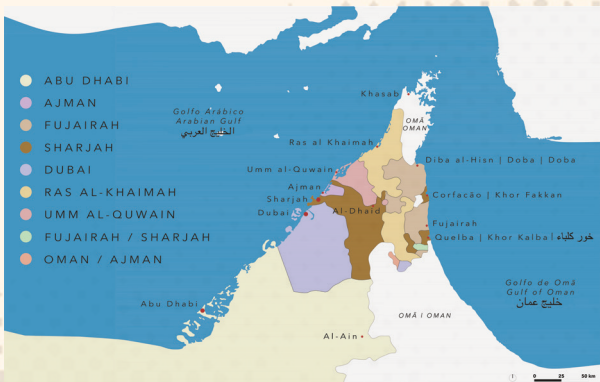 ABU DHABI
AJMAN
FUJAIRAH
SHARJAH
DUBAI
RAS AL-KHAIMAH
UMM AL-QUWAIN
FUJAIRAH / SHARJAH
OMAN / AJMAN
Golfo Arábico
Arabian Gulf
الخليج العربي
Khasab
OMÃ
OMAN
Ras al Khaimah
Diba al-Hisn | Doba | Doba
Umm al-Quwain
Ajman
Sharjah
Dubai
Al-Dhaid
Corfacão | Khor Fakkan
Fujairah
Quelba | Khor Kalba | خور كلباء
Golfo de Omã
Gulf of Oman
خليج عمان
Abu Dhabi
OMÃ I OMAN
Al-Ain
0 25 50 km